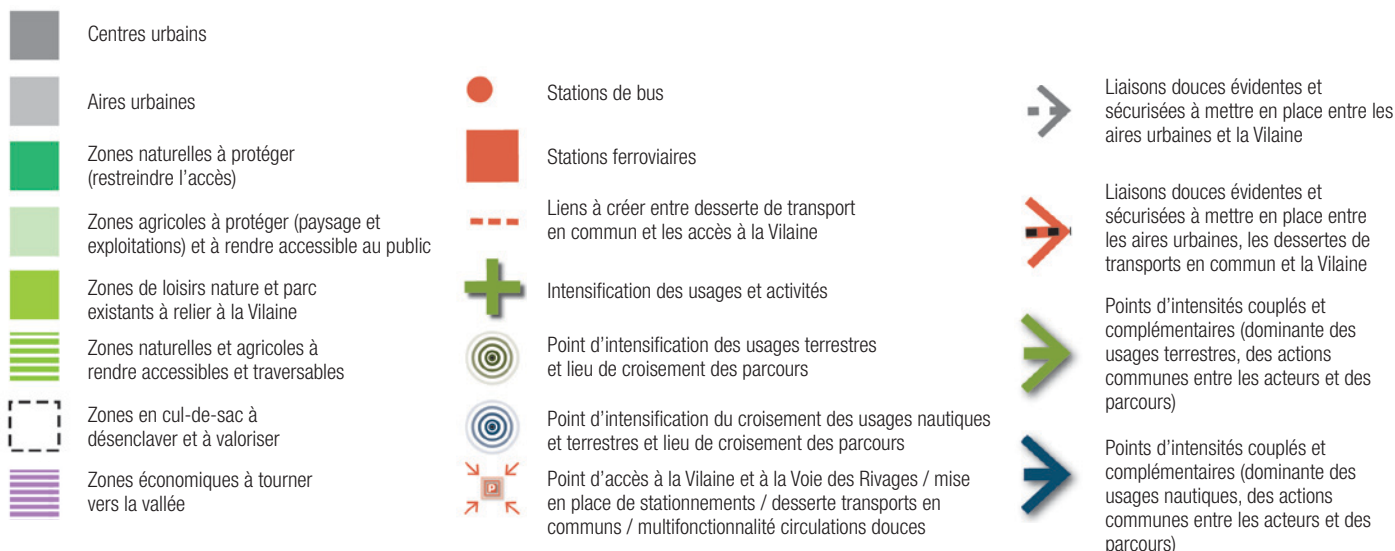 Centres urbains
Aires urbaines
Zones naturelles à protéger
(restreindre l'accès)
Zones agricoles à protéger (paysage et
exploitations) et à rendre accessible au public
Zones de loisirs nature et parc
existants à relier à la Vilaine
Zones naturelles et agricoles à
rendre accessibles et traversables
Zones en cul-de-sac à
désenclaver et à valoriser
Zones économiques à tourner
vers la vallée
Stations de bus
Stations ferroviaires
Liens à créer entre desserte de transport
en commun et les accès à la Vilaine
Intensification des usages et activités
Point d'intensification des usages terrestres
et lieu de croisement des parcours
Point d'intensification du croisement des usages nautiques
et terrestres et lieu de croisement des parcours
P
Point d'accès à la Vilaine et à la Voie des Rivages / mise
en place de stationnements / desserte transports en
communs / multifonctionnalité circulations douces
Liaisons douces évidentes et
sécurisées à mettre en place entre les
aires urbaines et la Vilaine
Liaisons douces évidentes et
sécurisées à mettre en place entre
les aires urbaines, les dessertes de
transports en commun et la Vilaine
Points d'intensités couplés et
complémentaires (dominante des
usages terrestres, des actions
communes entre les acteurs et des
parcours)
Points d'intensités couplés et
complémentaires (dominante des
usages nautiques, des actions
communes entre les acteurs et des
parcours)